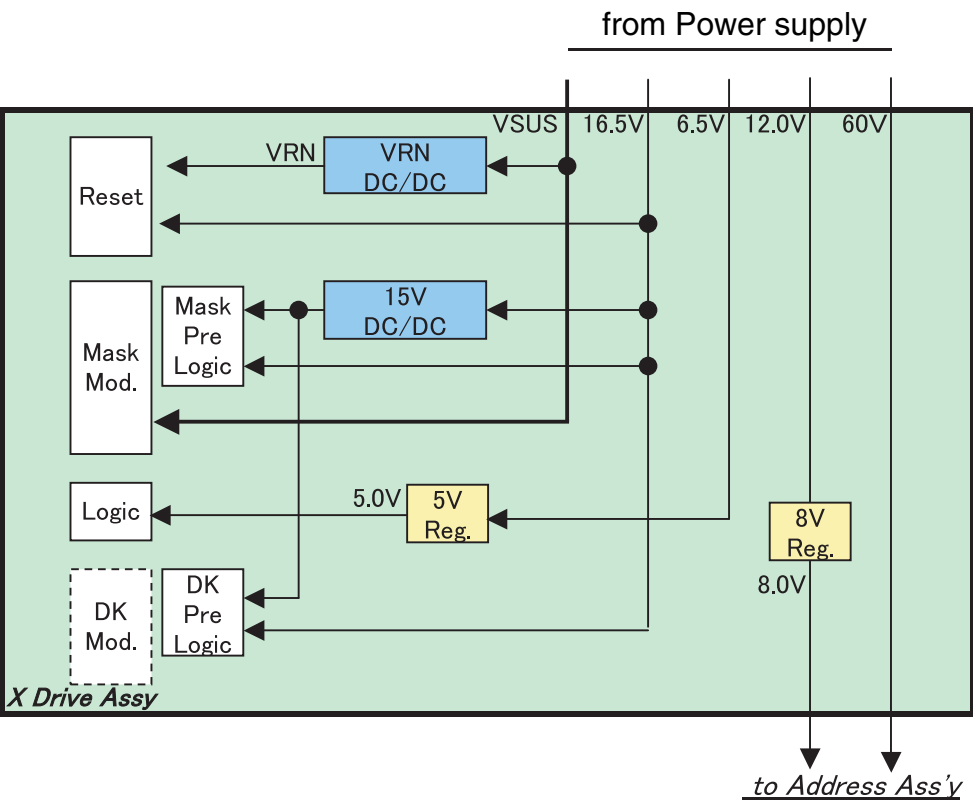 from Power supply
VSUS 16.5V 6.5V 12.0V 60V
VRN
VRN
DC/DC
Reset
15V
DC/DC
Mask
Pre
Logic
Mask
Mod.
Logic
5.0V
5V
Reg.
8V
Reg.
8.0V
DK
Pre
Logic
DK
Mod.
X Drive Assy
to Address Ass'y